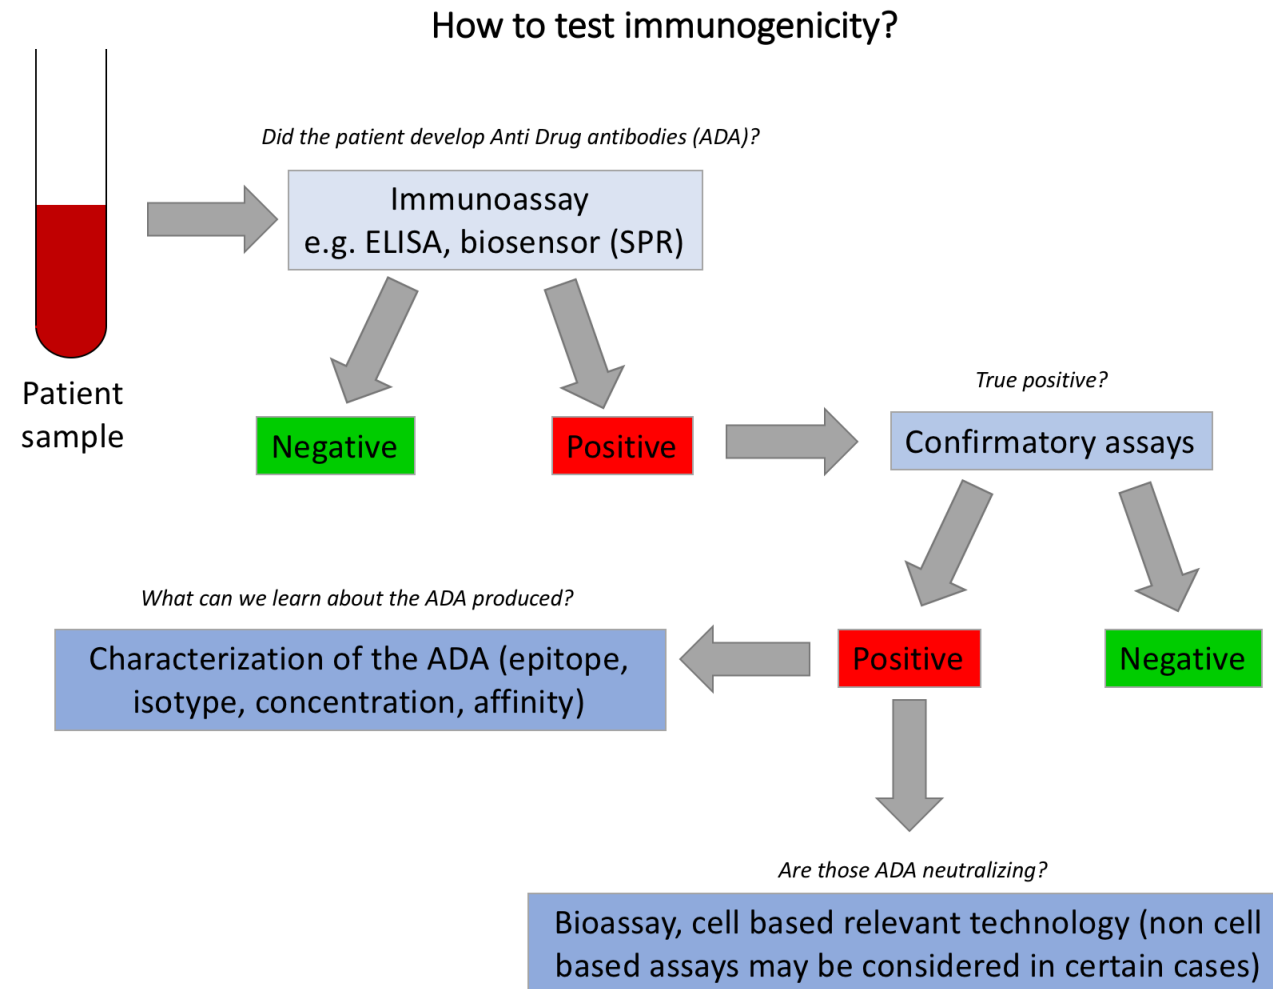 How to test immunogenicity?
Did the patient develop Anti Drug antibodies (ADA)?
Immunoassay
e.g. ELISA, biosensor (SPR)
Patient
sample
Negative
Positive
True positive?
Confirmatory assays
What can we learn about the ADA produced?
Characterization of the ADA (epitope,
isotype, concentration, affinity)
Positive
Negative
Are those ADA neutralizing?
Bioassay, cell based relevant technology (non cell
based assays may be considered in certain cases)